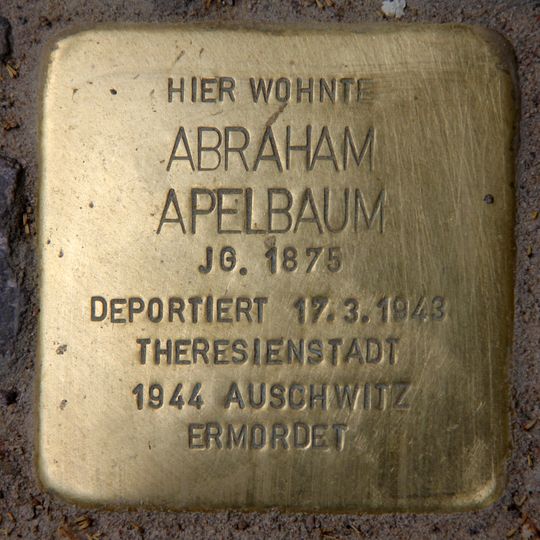 HIER WOHNTE
ABRAHAM
APELBAUM
JG. 1875
DEPORTIERT 17.3.1943
THERESIENSTADT
1944 AUSCHWITZ
ERMORDET